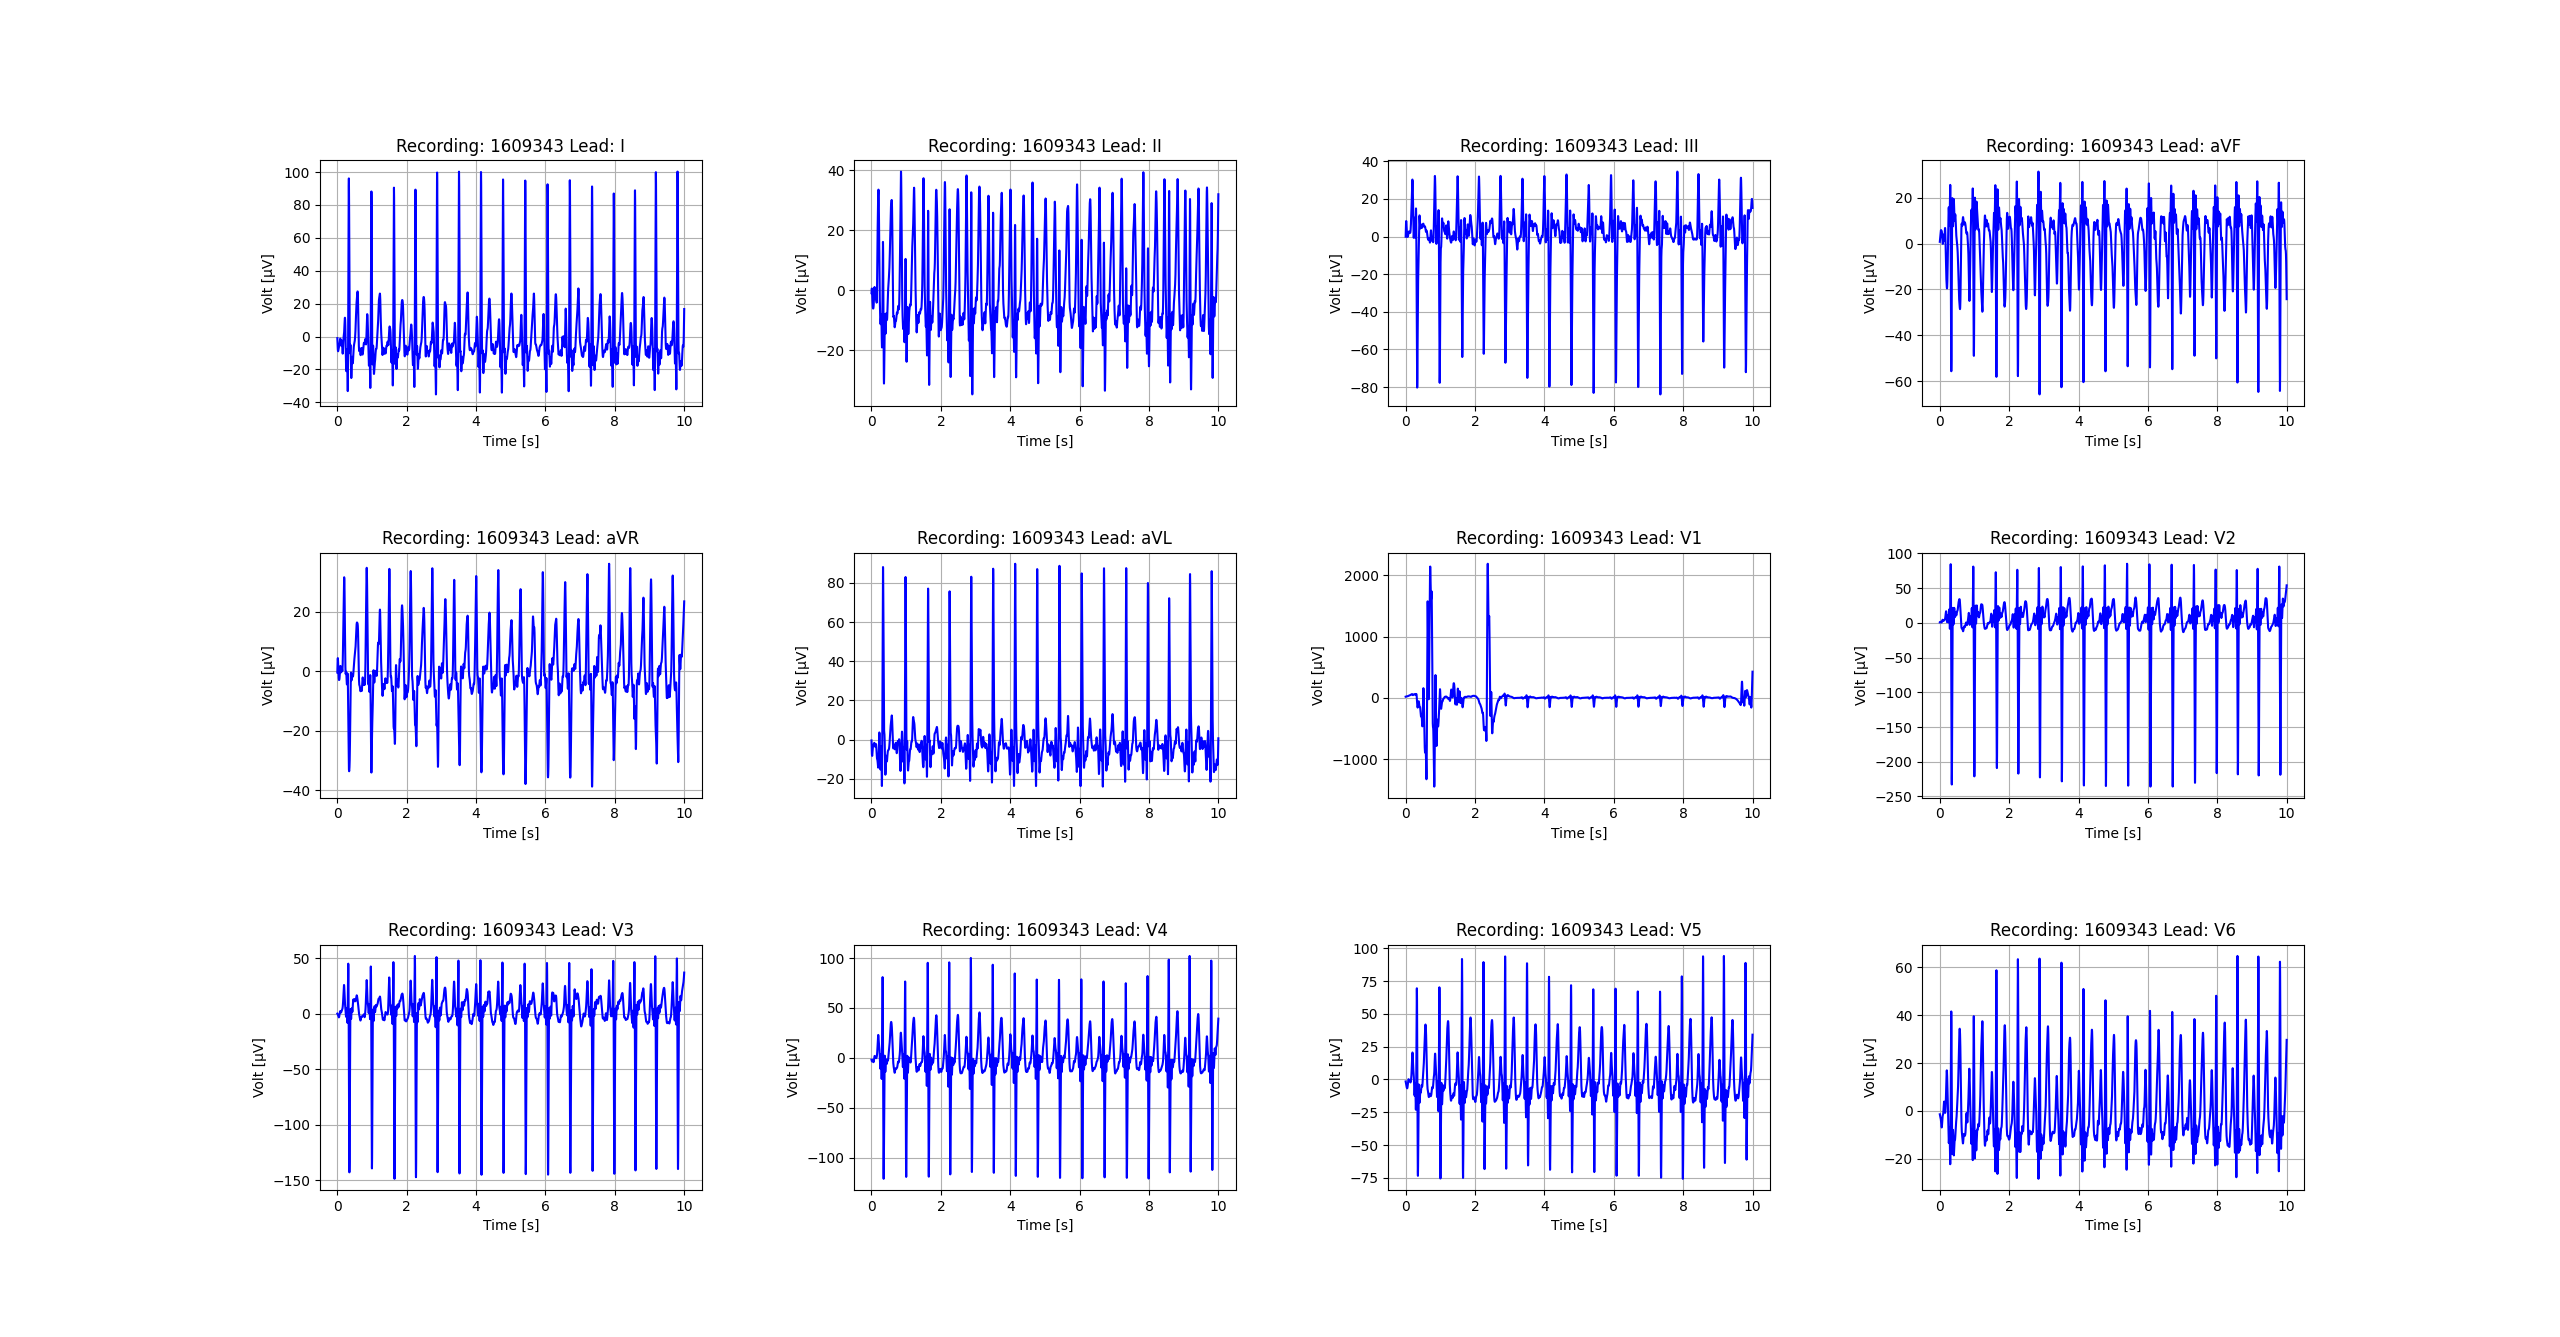 Recording: 1609343 Lead: I
Volt [µV]
100
80
60
40
20
0
−20
−40
0 2 4 6 8 10
Time [s]
Recording: 1609343 Lead: II
Volt [µV]
40
20
0
−20
0 2 4 6 8 10
Time [s]
Recording: 1609343 Lead: III
Volt [µV]
40
20
0
−20
−40
−60
−80
0 2 4 6 8 10
Time [s]
Recording: 1609343 Lead: aVF
Volt [µV]
20
0
−20
−40
−60
0 2 4 6 8 10
Time [s]
Recording: 1609343 Lead: aVR
Volt [µV]
20
0
−20
−40
0 2 4 6 8 10
Time [s]
Recording: 1609343 Lead: aVL
Volt [µV]
80
60
40
20
0
−20
0 2 4 6 8 10
Time [s]
Recording: 1609343 Lead: V1
Volt [µV]
2000
1000
0
−1000
0 2 4 6 8 10
Time [s]
Recording: 1609343 Lead: V2
Volt [µV]
100
50
0
−50
−100
−150
−200
−250
0 2 4 6 8 10
Time [s]
Recording: 1609343 Lead: V3
Volt [µV]
50
0
−50
−100
−150
0 2 4 6 8 10
Time [s]
Recording: 1609343 Lead: V4
Volt [µV]
100
50
0
−50
−100
0 2 4 6 8 10
Time [s]
Recording: 1609343 Lead: V5
Volt [µV]
100
75
50
25
0
−25
−50
−75
0 2 4 6 8 10
Time [s]
Recording: 1609343 Lead: V6
Volt [µV]
60
40
20
0
−20
0 2 4 6 8 10
Time [s]